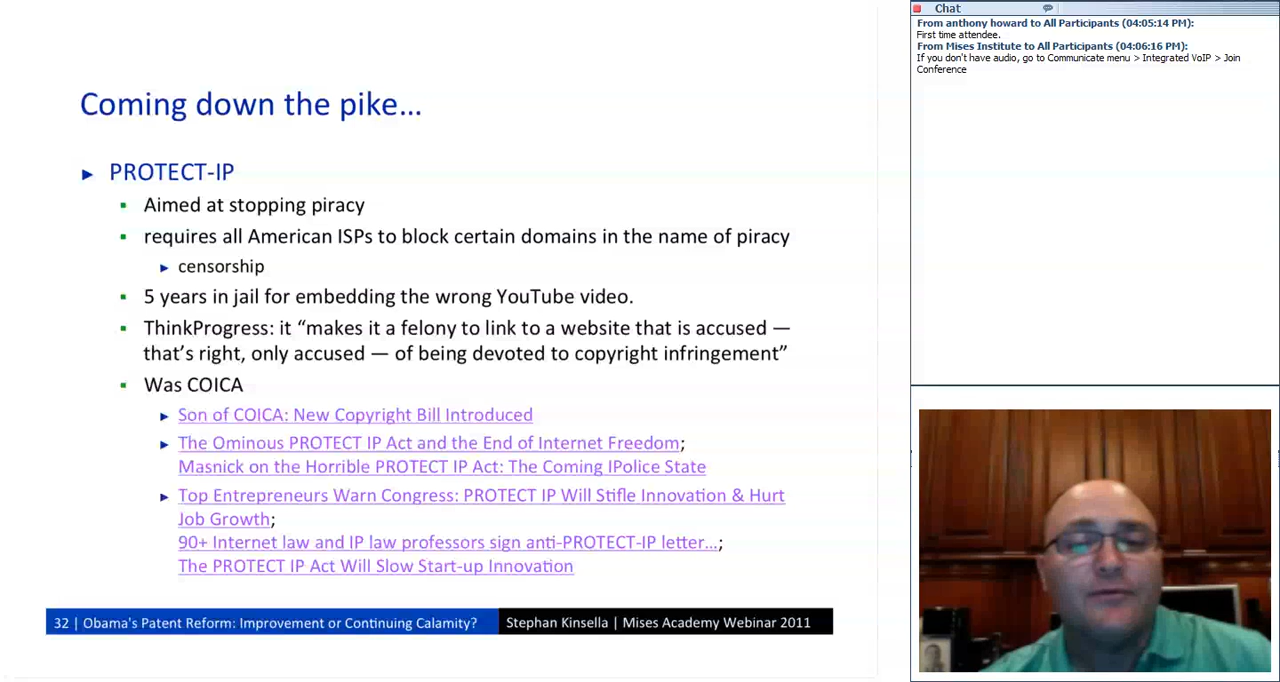 Coming down the pike...
PROTECT-IP
Aimed at stopping piracy
requires all American ISPs to block certain domains in the name of piracy
censorship
5 years in jail for embedding the wrong YouTube video.
ThinkProgress: it “makes it a felony to link to a website that is accused —
that’s right, only accused — of being devoted to copyright infringement”
Was COICA
Son of COICA: New Copyright Bill Introduced
The Ominous PROTECT IP Act and the End of Internet Freedom;
Masnick on the Horrible PROTECT IP Act: The Coming IPolice State
Top Entrepreneurs Warn Congress: PROTECT IP Will Stifle Innovation & Hurt
Job Growth;
90+ Internet law and IP law professors sign anti-PROTECT-IP letter...;
The PROTECT IP Act Will Slow Start-up Innovation
32 | Obama's Patent Reform: Improvement or Continuing Calamity?
Stephan Kinsella | Mises Academy Webinar 2011
Chat
From anthony howard to All Participants (04:05:14 PM):
First time attendee.
From Mises Institute to All Participants (04:06:16 PM):
If you don't have audio, go to Communicate menu > Integrated VoIP > Join
Conference